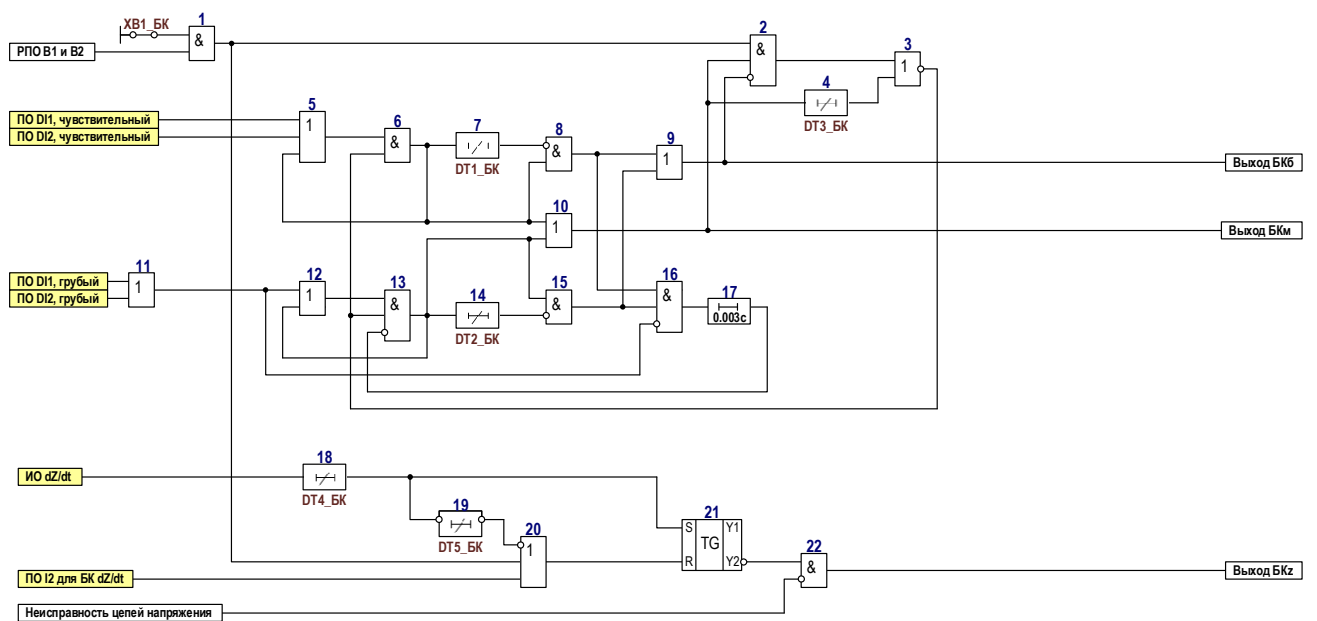 1
ХВ1_БК
&
РПО В1 и В2
2
&
3
1
4
DT3_БК
ПО DI1, чувствительный
ПО DI2, чувствительный
5
1
6
&
7
DT1_БК
8
&
9
1
Выход БКб
10
1
Выход БКм
ПО DI1, грубый
ПО DI2, грубый
11
1
12
1
13
&
14
DT2_БК
15
&
16
&
17
0.003с
ИО dZ/dt
18
DT4_БК
19
DT5_БК
20
1
21
S
Y1
TG
R
Y2
22
&
Выход БКz
ПО I2 для БК dZ/dt
Неисправность цепей напряжения